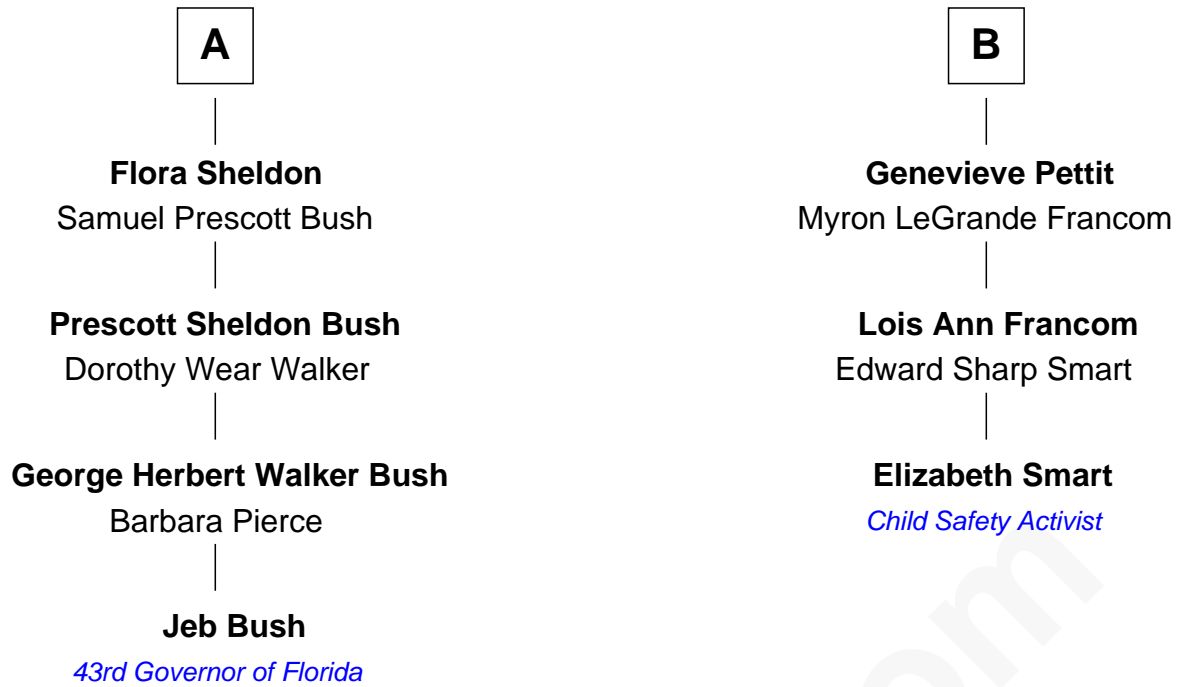 A
Flora Sheldon
Samuel Prescott Bush
Prescott Sheldon Bush
Dorothy Wear Walker
George Herbert Walker Bush
Barbara Pierce
Jeb Bush
43rd Governor of Florida
B
Genevieve Pettit
Myron LeGrande Francom
Lois Ann Francom
Edward Sharp Smart
Elizabeth Smart
Child Safety Activist
om